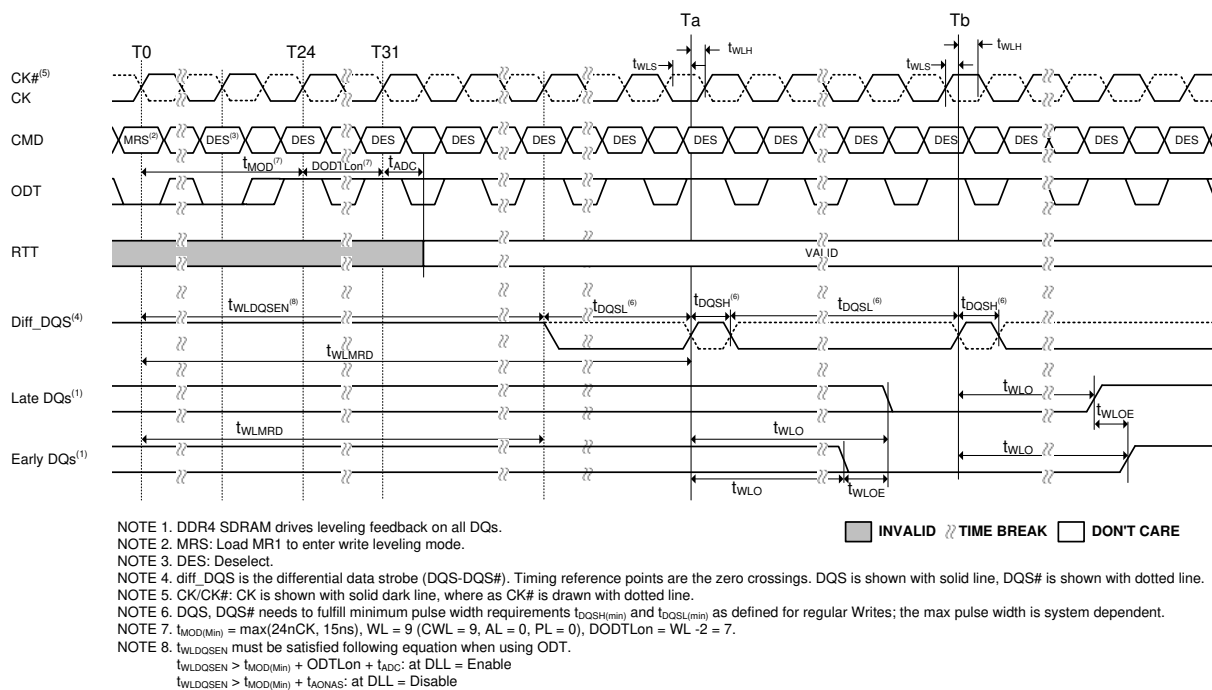 Ta Tb
T0 T24 T31 tWLH tWLH
tWLS tWLS
CK#(5)
CK
CMD MRS(2) DES(3) DES DES DES DES DES DES DES DES DES DES DES DES
tMOD(7) DODTLon(7) tADC
ODT
RTT VALID
tWLDQSEN(8) tDQSL(6) tDQSH(6) tDQSL(6) tDQSH(6)
Diff_DQS(4)
tWLMRD
tWLO
Late DQs(1)
tWLOE
tWLMRD tWLO
tWLO
Early DQs(1)
tWLO tWLOE
NOTE 1. DDR4 SDRAM drives leveling feedback on all DQs.
INVALID TIME BREAK DON'T CARE
NOTE 2. MRS: Load MR1 to enter write leveling mode.
NOTE 3. DES: Deselect.
NOTE 4. diff_DQS is the differential data strobe (DQS-DQS#). Timing reference points are the zero crossings. DQS is shown with solid line, DQS# is shown with dotted line.
NOTE 5. CK/CK#: CK is shown with solid dark line, where as CK# is drawn with dotted line.
NOTE 6. DQS, DQS# needs to fulfill minimum pulse width requirements tDQSH(min) and tDQSL(min) as defined for regular Writes; the max pulse width is system dependent.
NOTE 7. tMOD(Min) = max(24nCK, 15ns), WL = 9 (CWL = 9, AL = 0, PL = 0), DODTLon = WL -2 = 7.
NOTE 8. tWLDQSEN must be satisfied following equation when using ODT.
tWLDQSEN > tMOD(Min) + ODTLon + tADC: at DLL = Enable
tWLDQSEN > tMOD(Min) + tAONAS: at DLL = Disable